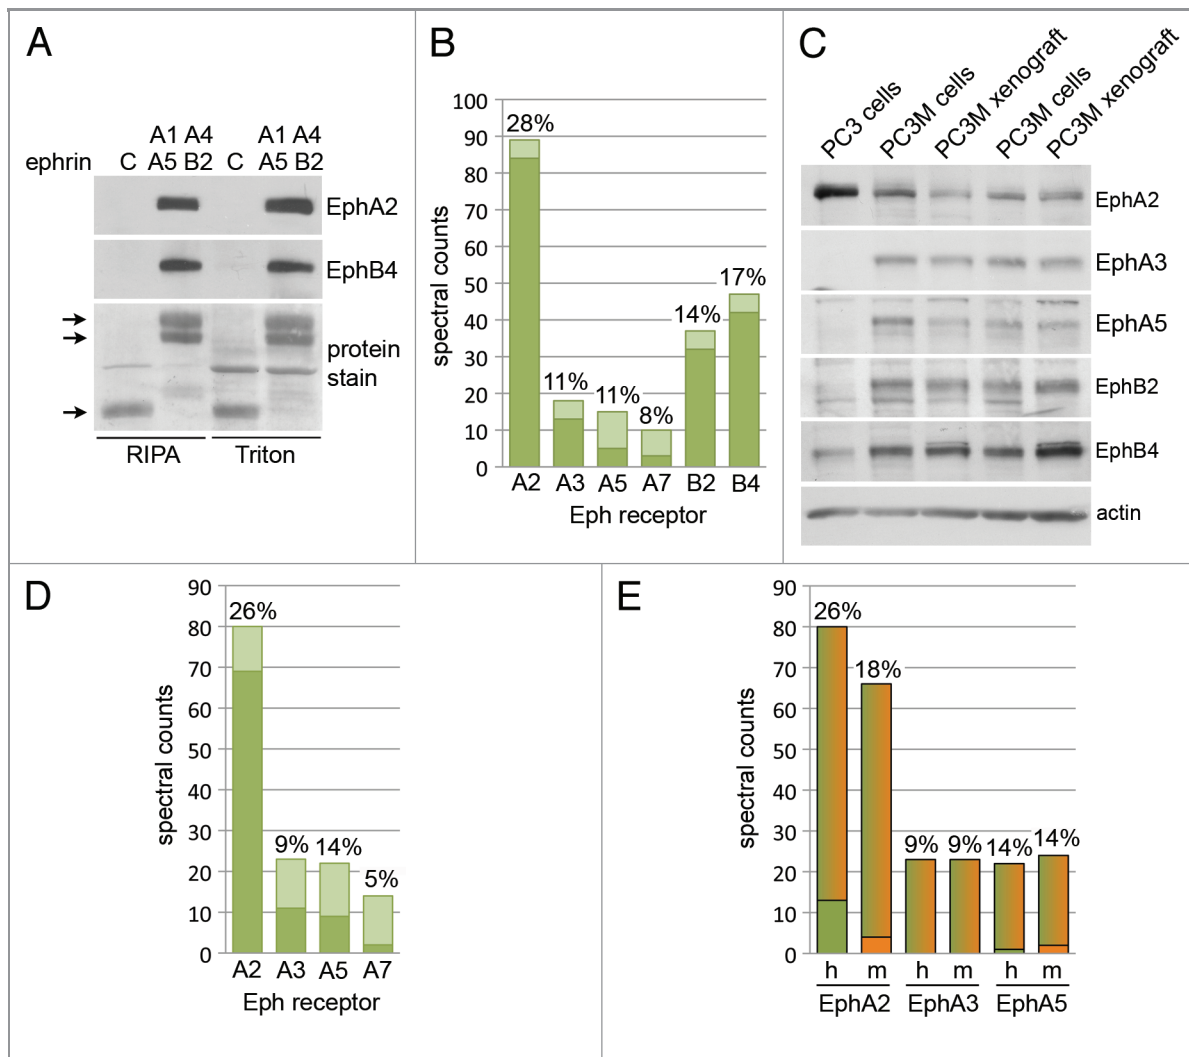 A
A1 A4 A1 A4
ephrin C A5 B2 C A5 B2
EphA2
EphB4
protein
stain
RIPA Triton
B
spectral counts
100
90
80
70
60
50
40
30
20
10
0
28%
11%
11%
8%
14%
17%
A2 A3 A5 A7 B2 B4
Eph receptor
C
PC3 cells
PC3M cells
PC3M xenograft
PC3M cells
PC3M xenograft
EphA2
EphA3
EphA5
EphB2
EphB4
actin
D
spectral counts
90
80
70
60
50
40
30
20
10
0
26%
9%
14%
5%
A2 A3 A5 A7
Eph receptor
E
spectral counts
90
80
70
60
50
40
30
20
10
0
26%
18%
9%
9%
14%
14%
h m h m h m
EphA2 EphA3 EphA5